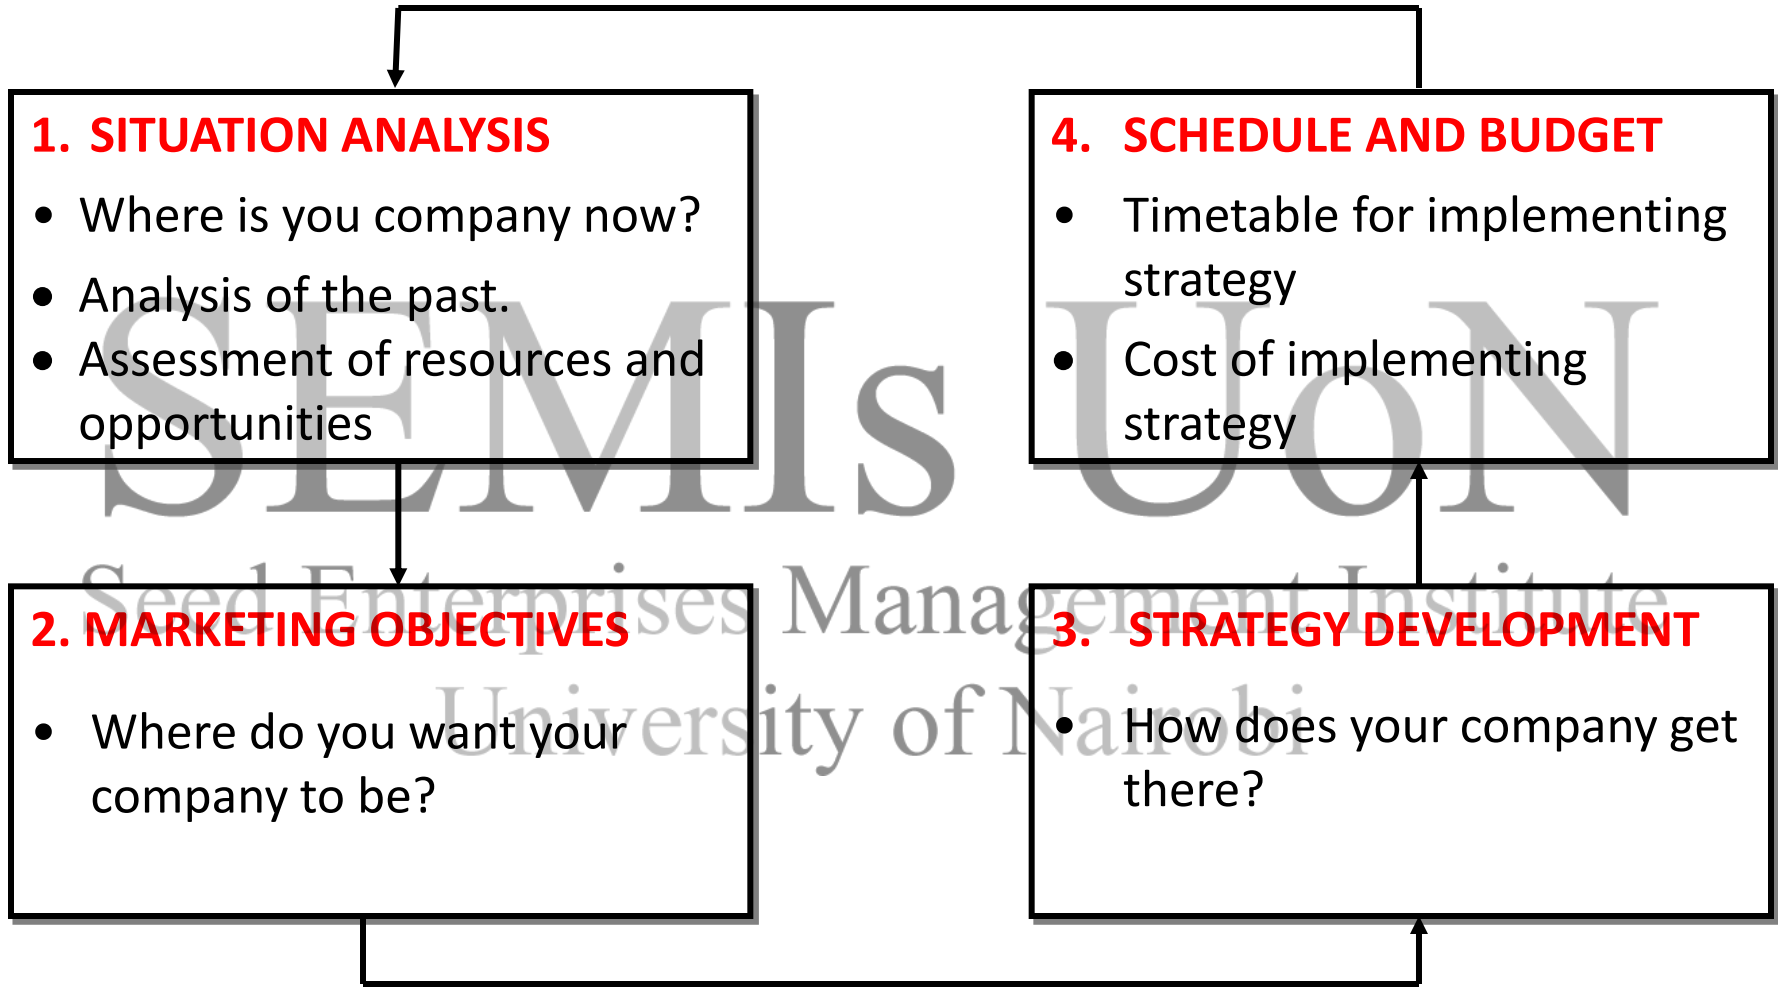 1. SITUATION ANALYSIS
• Where is you company now?
• Analysis of the past.
• Assessment of resources and
opportunities
2. MARKETING OBJECTIVES
• Where do you want your
company to be?
3. STRATEGY DEVELOPMENT
• How does your company get
there?
4. SCHEDULE AND BUDGET
• Timetable for implementing
strategy
• Cost of implementing
strategy
SEMIs UoN
Seed Enterprises Management Institute
University of Nairobi